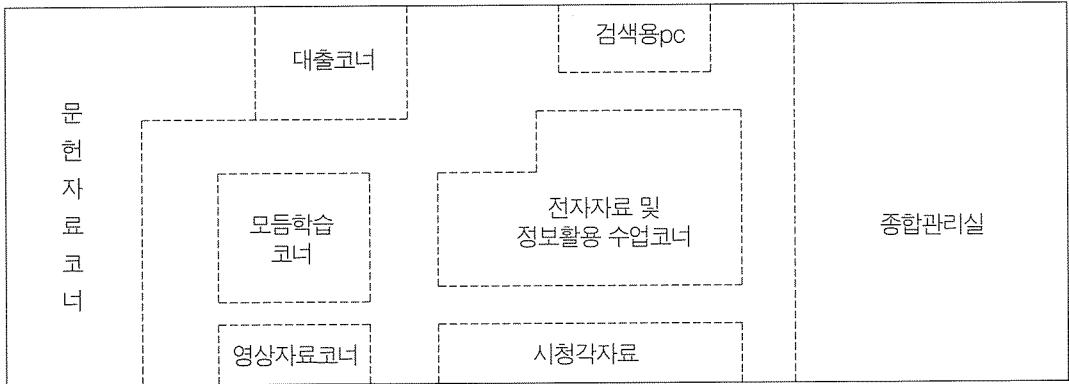 대출코너
검색용pc
문헌자료코너
모듬학습
코너
전자자료 및
정보활용 수업코너
종합관리실
영상자료코너
시청각자료